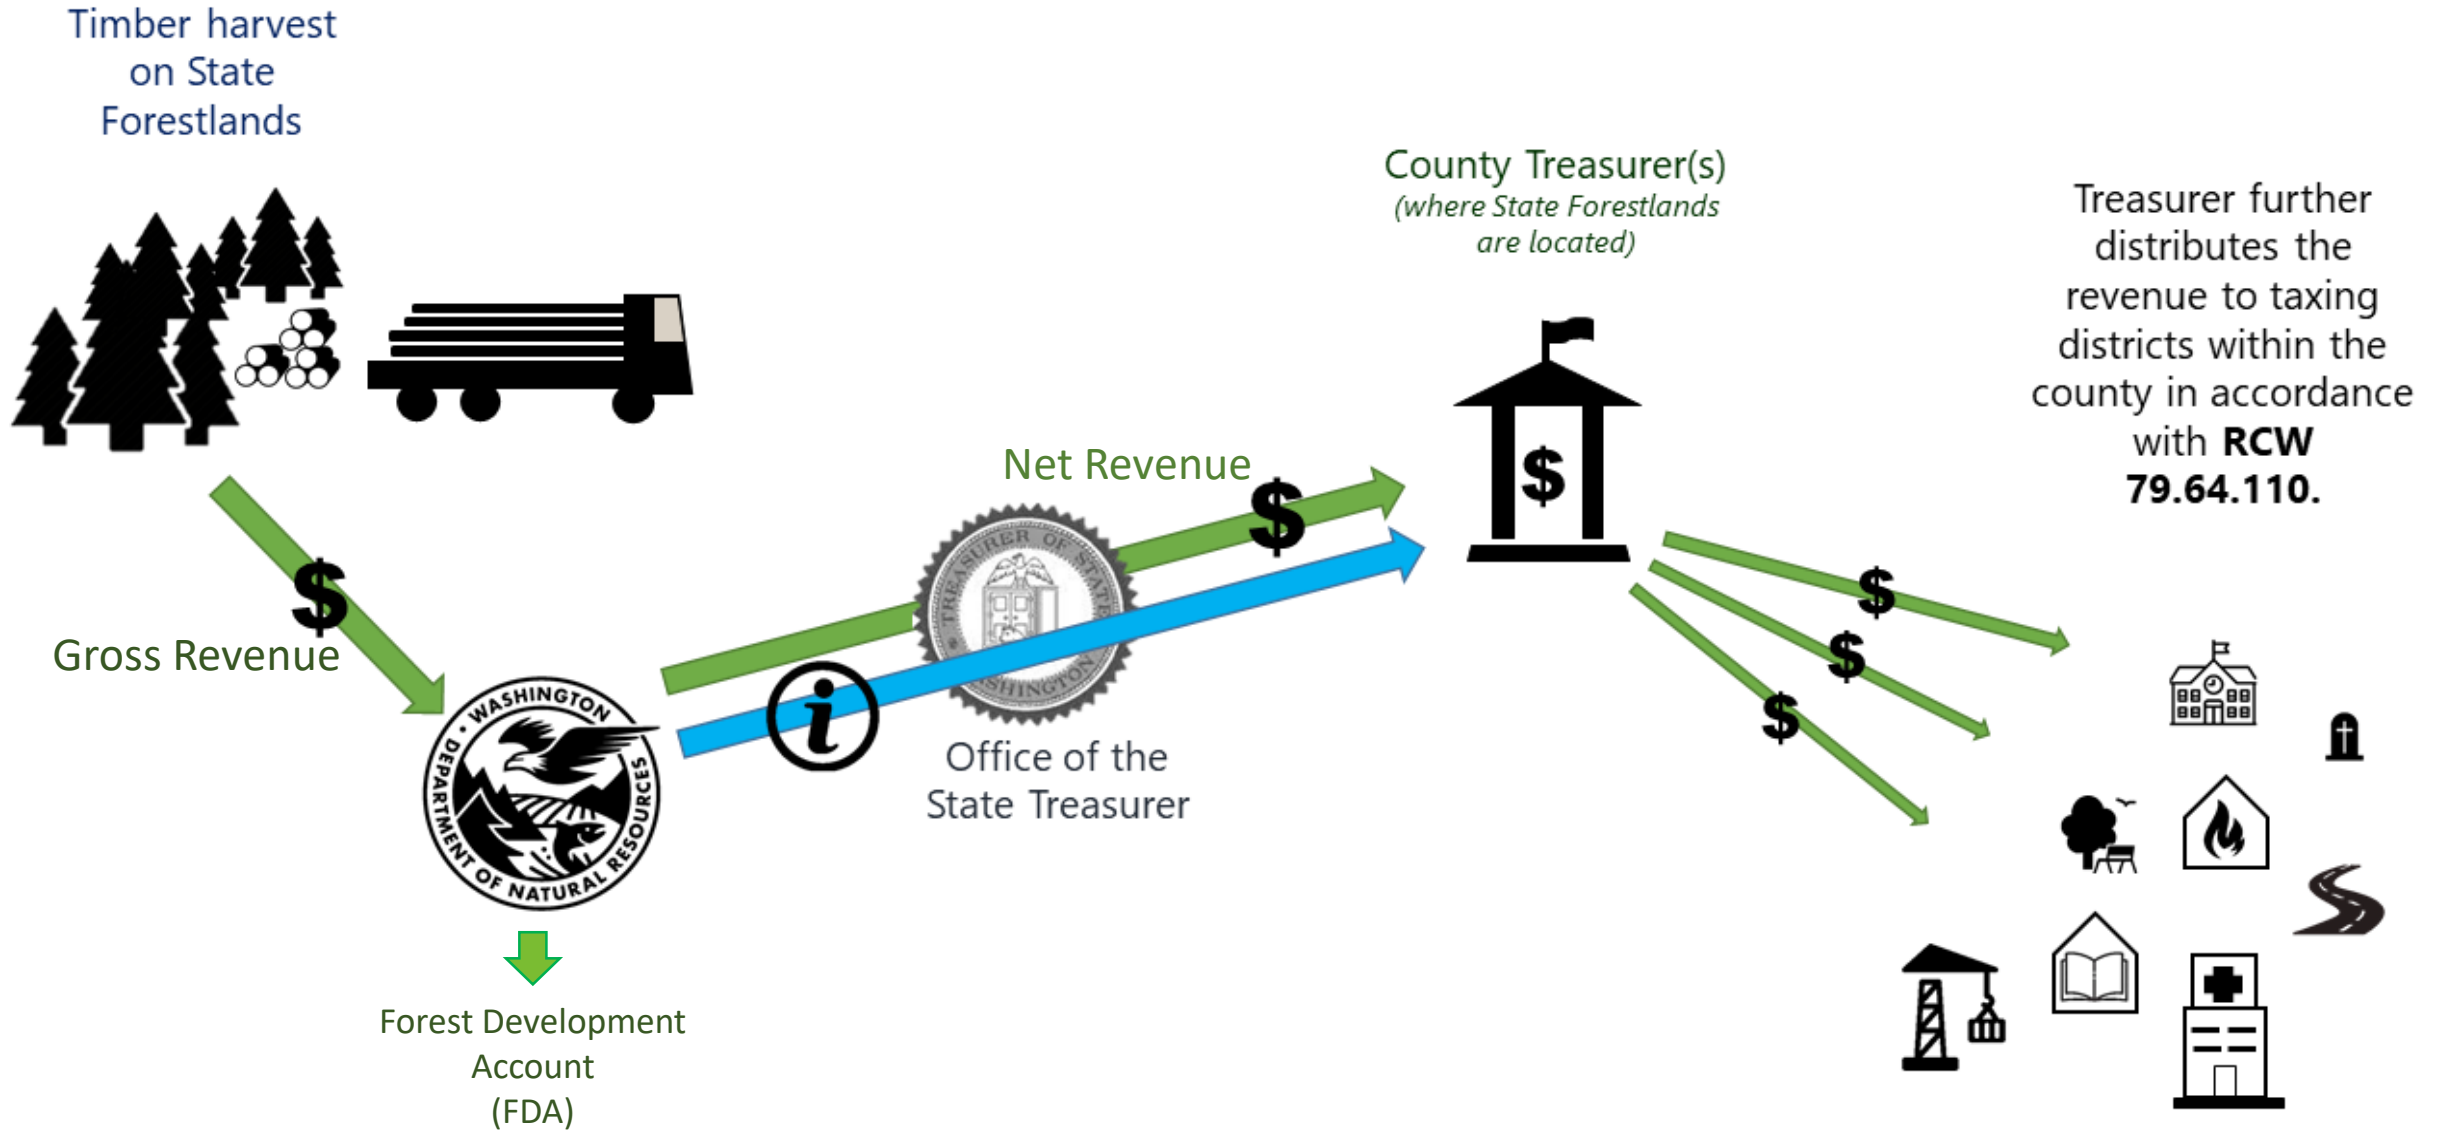 Timber harvest
on State
Forestlands
County Treasurer(s)
(where State Forestlands
are located)
Treasurer further
distributes the
revenue to taxing
districts within the
county in accordance
with RCW
79.64.110.
Net Revenue
$
$
$
Gross Revenue
TREASURER OF STATE
WASHINGTON
$
$
$
i
Office of the
State Treasurer
WASHINGTON
DEPARTMENT OF NATURAL RESOURCES
Forest Development
Account
(FDA)